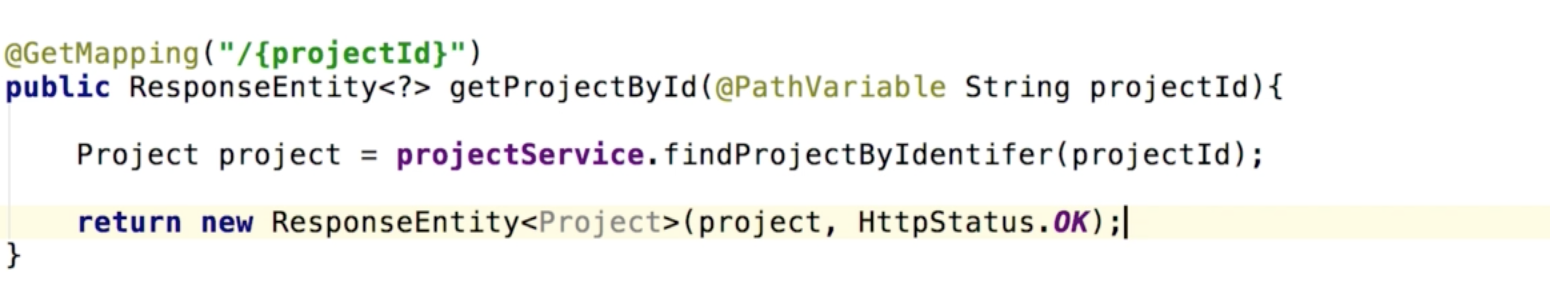 @GetMapping("/{projectId}")
public ResponseEntity<?> getProjectById(@PathVariable String projectId){
Project project = projectService.findProjectByIdentifer(projectId);
return new ResponseEntity<Project>(project, HttpStatus.OK);
}